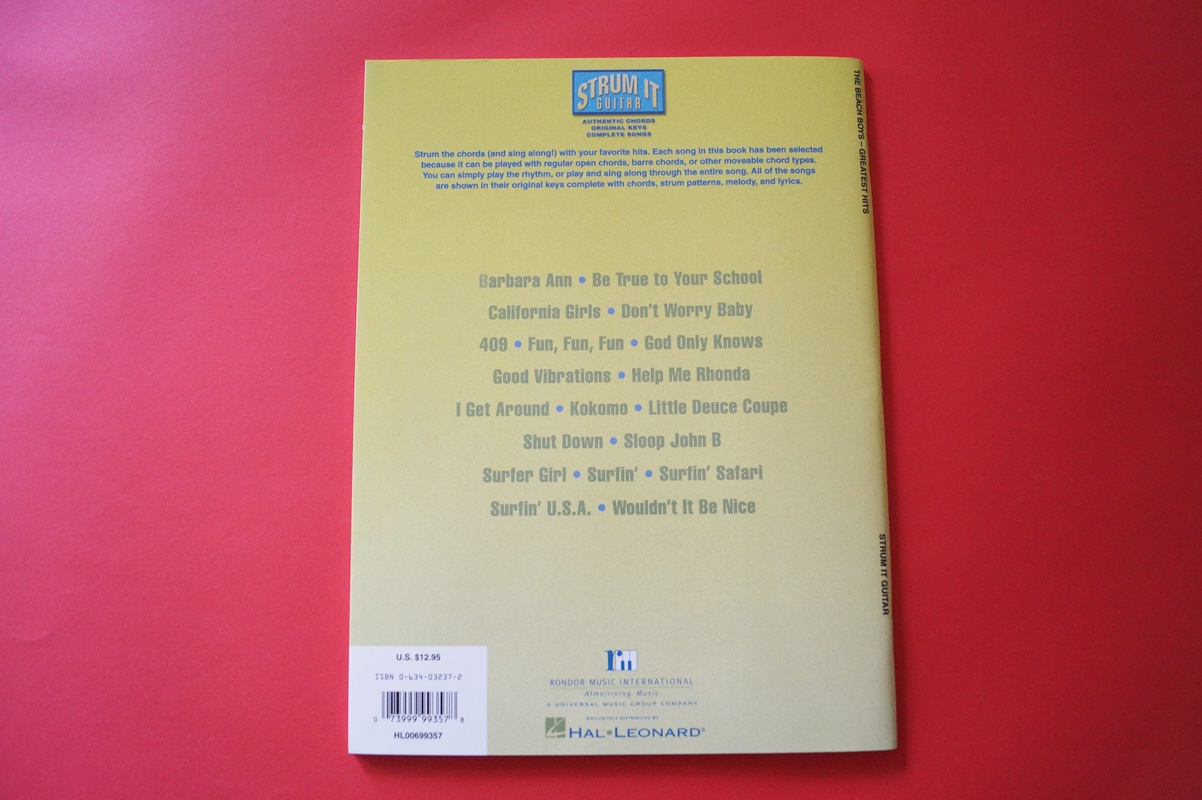 STRUM IT
GUITAR
AUTHENTIC CHORDS
ORIGINAL KEYS
COMPLETE SONGS
Strum the chords (and sing along!) with your favorite hits. Each song in this book has been selected
because it can be played with regular open chords, barre chords, or other moveable chord types.
You can simply play the rhythm, or play and sing along through the entire song. All of the songs
are shown in their original keys complete with chords, strum patterns, melody, and lyrics.
Barbara Ann • Be True to Your School
California Girls • Don't Worry Baby
409 • Fun, Fun, Fun • God Only Knows
Good Vibrations • Help Me Rhonda
I Get Around • Kokomo • Little Deuce Coupe
Shut Down • Sloop John B
Surfer Girl • Surfin' • Surfin' Safari
Surfin' U.S.A. • Wouldn't It Be Nice
U.S. $12.95
ISBN 0-634-03237-2
0 73999 99357 8
HL00699357
rm
RONDOR MUSIC INTERNATIONAL
Almo/Irving Music
A UNIVERSAL MUSIC GROUP COMPANY
EXCLUSIVELY DISTRIBUTED BY
HAL•LEONARD®
THE BEACH BOYS – GREATEST HITS
STRUM IT GUITAR